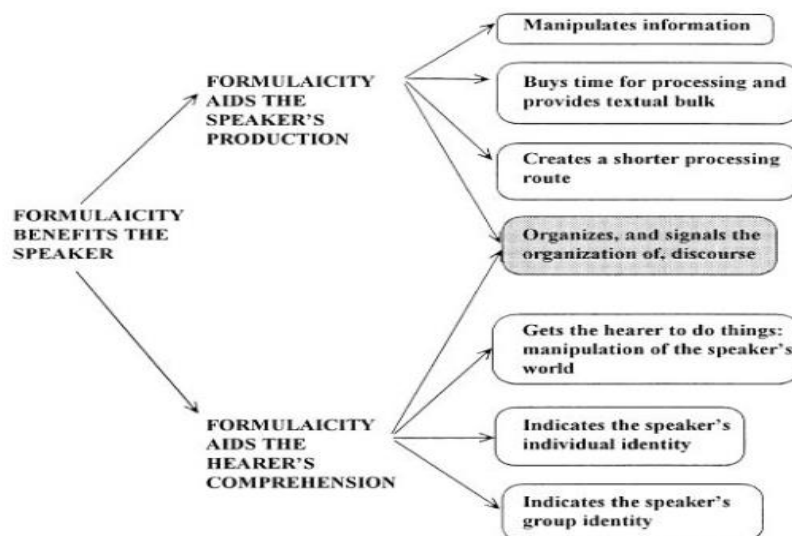 Manipulates information
FORMULAICITY
AIDS THE
SPEAKER'S
PRODUCTION
Buys time for processing and
provides textual bulk
Creates a shorter processing
route
FORMULAICITY
BENEFITS THE
SPEAKER
Organizes, and signals the
organization of, discourse
Gets the hearer to do things:
manipulation of the speaker's
world
FORMULAICITY
AIDS THE
HEARER'S
COMPREHENSION
Indicates the speaker's
individual identity
Indicates the speaker's
group identity